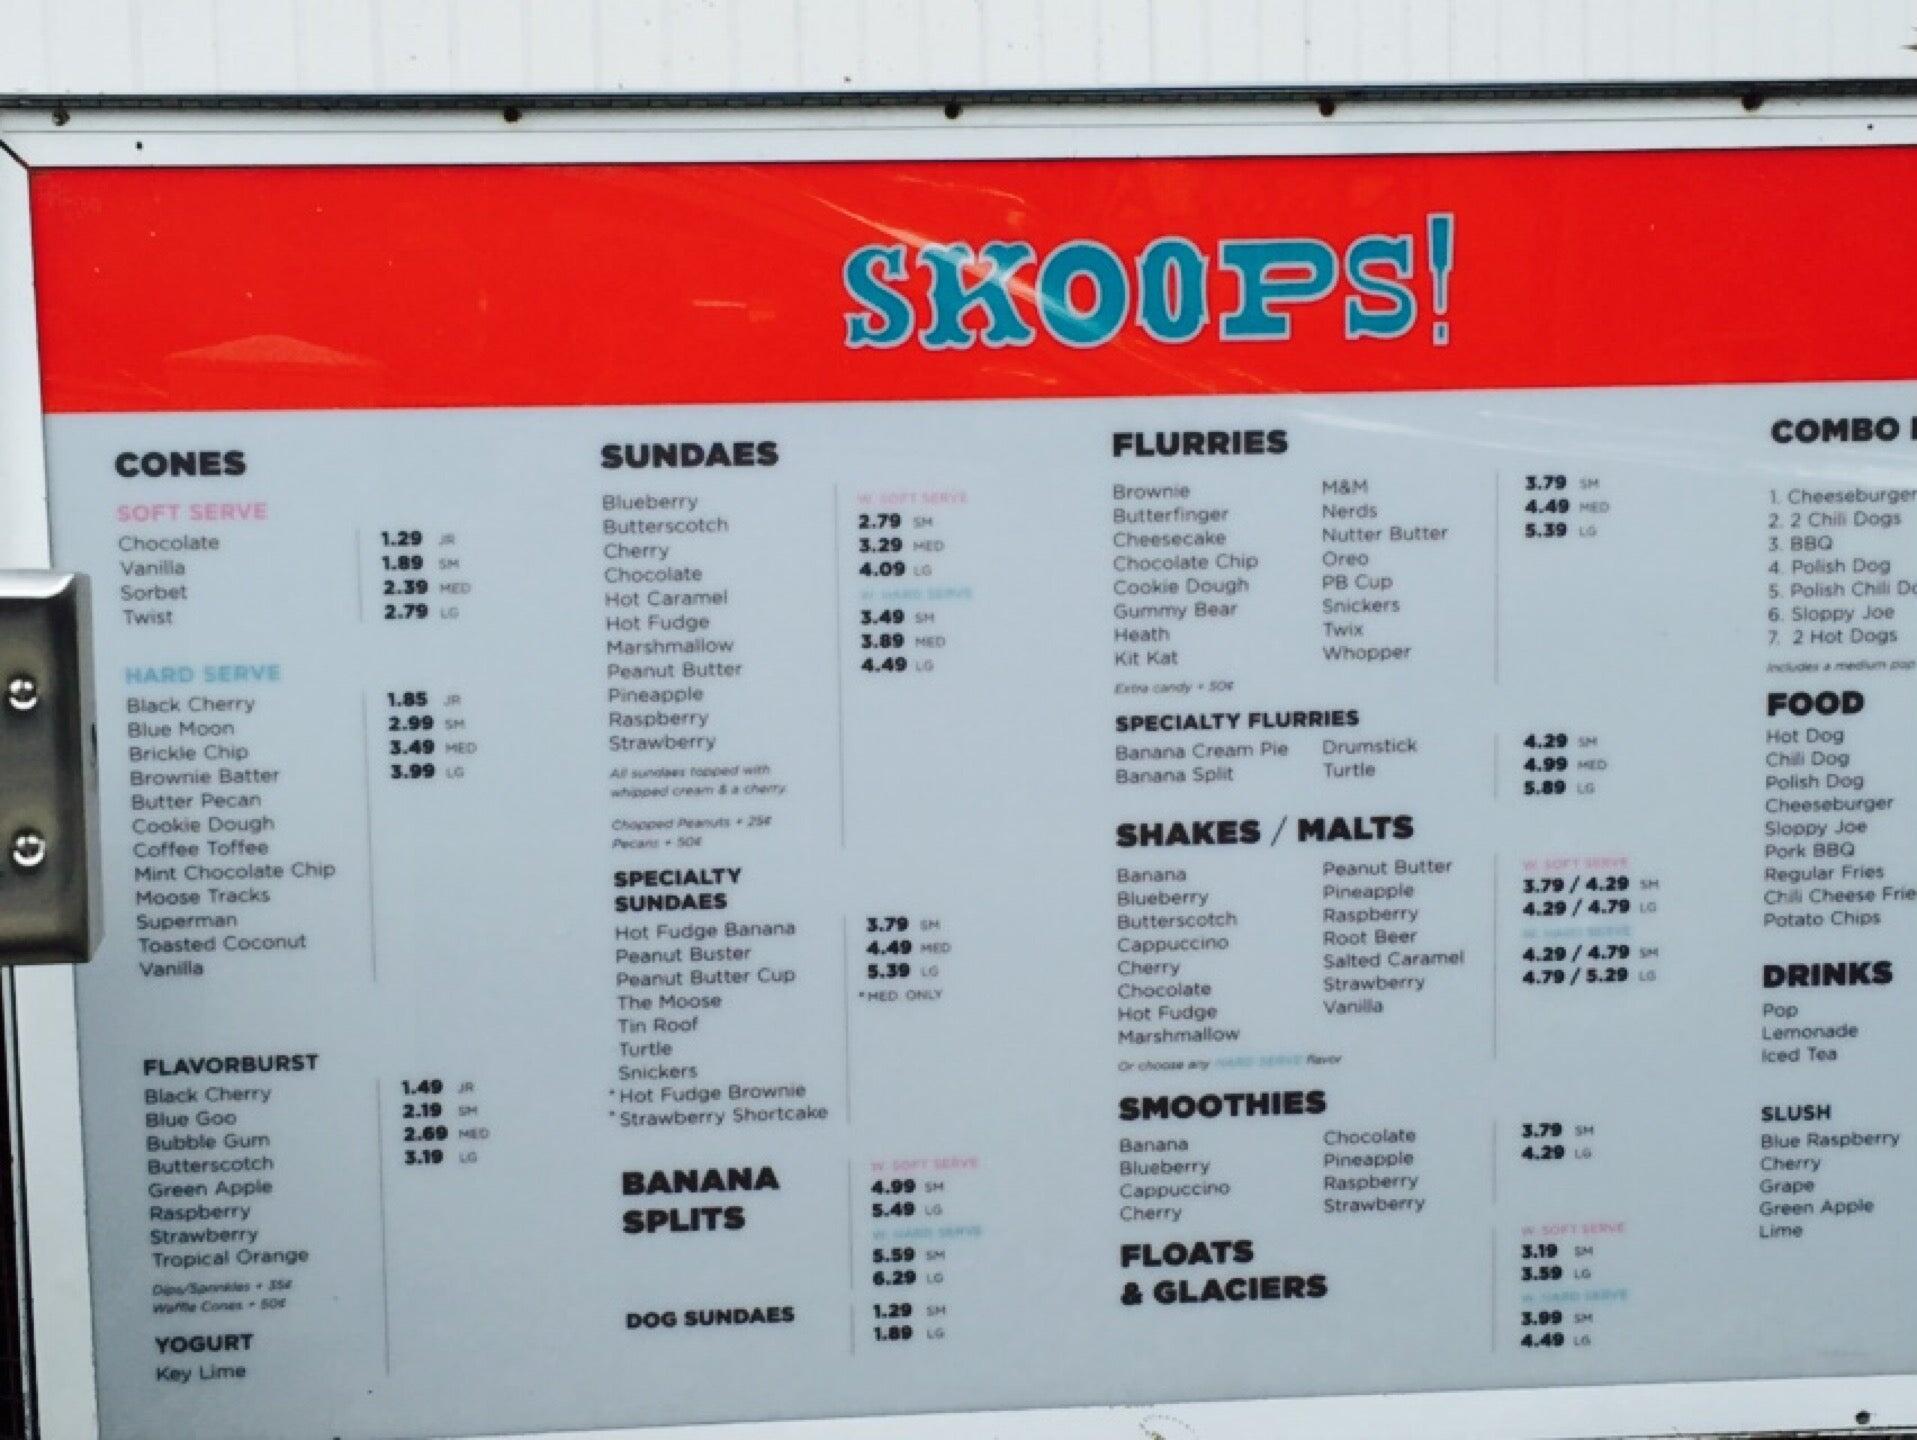 SKOOPS!
CONES
SOFT SERVE
Chocolate
Vanilla
Sorbet
Twist
1.29 JR
1.89 SM
2.39 MED
2.79 LG
HARD SERVE
Black Cherry
Blue Moon
Brickle Chip
Brownie Batter
Butter Pecan
Cookie Dough
Coffee Toffee
Mint Chocolate Chip
Moose Tracks
Superman
Toasted Coconut
Vanilla
1.85 JR
2.99 SM
3.49 MED
3.99 LG
FLAVORBURST
Black Cherry
Blue Goo
Bubble Gum
Butterscotch
Green Apple
Raspberry
Strawberry
Tropical Orange
1.49 JR
2.19 SM
2.69 MED
3.19 LG
Dips/Sprinkles + 35¢
Waffle Cones + 50¢
YOGURT
Key Lime
SUNDAES
Blueberry
Butterscotch
Cherry
Chocolate
Hot Caramel
Hot Fudge
Marshmallow
Peanut Butter
Pineapple
Raspberry
Strawberry
W. SOFT SERVE
2.79 SM
3.29 MED
4.09 LG
W. HARD SERVE
3.49 SM
3.89 MED
4.49 LG
All sundaes topped with
whipped cream & a cherry.
Chopped Peanuts + 25¢
Pecans + 50¢
SPECIALTY
SUNDAES
Hot Fudge Banana
Peanut Buster
Peanut Butter Cup
The Moose
Tin Roof
Turtle
Snickers
*Hot Fudge Brownie
*Strawberry Shortcake
3.79 SM
4.49 MED
5.39 LG
*MED ONLY
BANANA
SPLITS
W. SOFT SERVE
4.99 SM
5.49 LG
W. HARD SERVE
5.59 SM
6.29 LG
DOG SUNDAES
1.29 SM
1.89 LG
FLURRIES
Brownie
Butterfinger
Cheesecake
Chocolate Chip
Cookie Dough
Gummy Bear
Heath
Kit Kat
M&M
Nerds
Nutter Butter
Oreo
PB Cup
Snickers
Twix
Whopper
3.79 SM
4.49 MED
5.39 LG
Extra candy + 50¢
SPECIALTY FLURRIES
Banana Cream Pie
Banana Split
Drumstick
Turtle
4.29 SM
4.99 MED
5.89 LG
SHAKES / MALTS
Banana
Blueberry
Butterscotch
Cappuccino
Cherry
Chocolate
Hot Fudge
Marshmallow
Peanut Butter
Pineapple
Raspberry
Root Beer
Salted Caramel
Strawberry
Vanilla
W. SOFT SERVE
3.79 / 4.29 SM
4.29 / 4.79 LG
W. HARD SERVE
4.29 / 4.79 SM
4.79 / 5.29 LG
Or choose any HARD SERVE flavor
SMOOTHIES
Banana
Blueberry
Cappuccino
Cherry
Chocolate
Pineapple
Raspberry
Strawberry
3.79 SM
4.29 LG
FLOATS
& GLACIERS
W. SOFT SERVE
3.19 SM
3.59 LG
W. HARD SERVE
3.99 SM
4.49 LG
COMBO
1. Cheeseburger
2. 2 Chili Dogs
3. BBQ
4. Polish Dog
5. Polish Chili Do
6. Sloppy Joe
7. 2 Hot Dogs
Includes a medium pop
FOOD
Hot Dog
Chili Dog
Polish Dog
Cheeseburger
Sloppy Joe
Pork BBQ
Regular Fries
Chili Cheese Frie
Potato Chips
DRINKS
Pop
Lemonade
Iced Tea
SLUSH
Blue Raspberry
Cherry
Grape
Green Apple
Lime